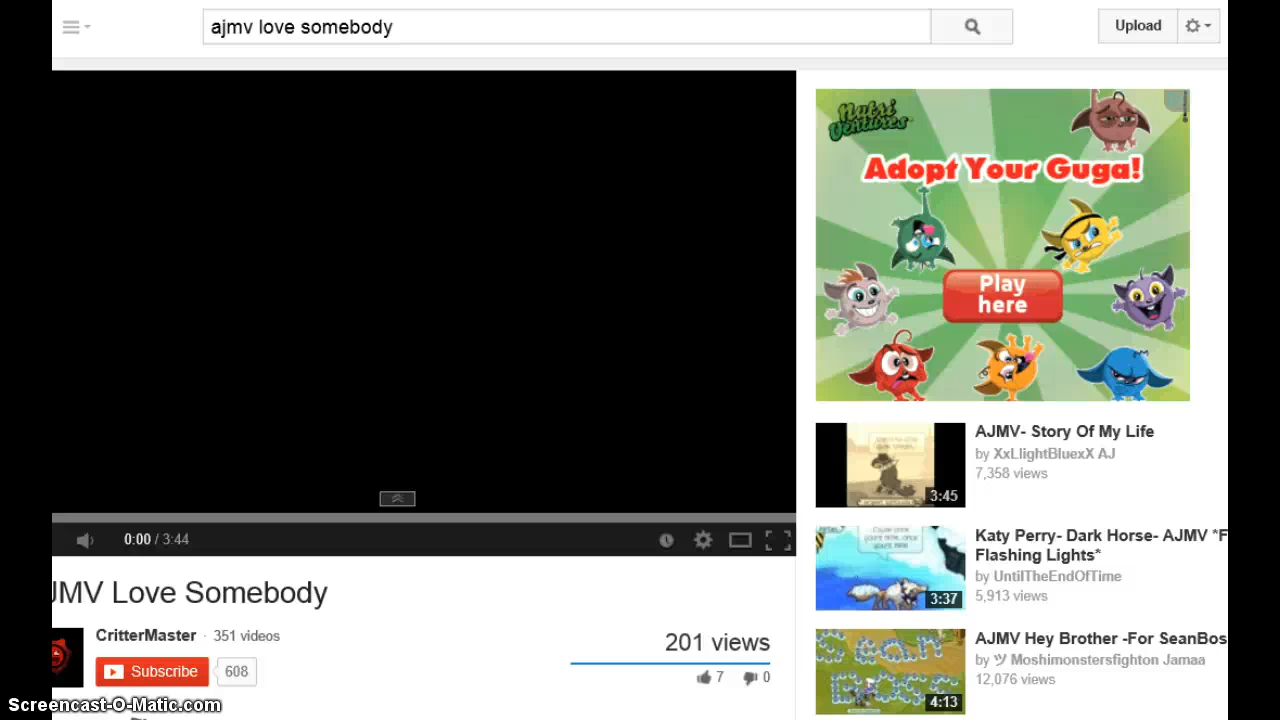 ajmv love somebody
Upload
Nutri
Ventures
Adopt Your Guga!
Play
here
AJMV- Story Of My Life
by XxLlightBluexX AJ
7,358 views
3:45
Katy Perry- Dark Horse- AJMV *F
Flashing Lights*
by UntilTheEndOfTime
5,913 views
3:37
AJMV Hey Brother -For SeanBos
by ツ Moshimonstersfighton Jamaa
12,076 views
Sean
Boss
4:13
0:00 / 3:44
JMV Love Somebody
CritterMaster · 351 videos
Subscribe 608
201 views
7 0
Screencast-O-Matic.com